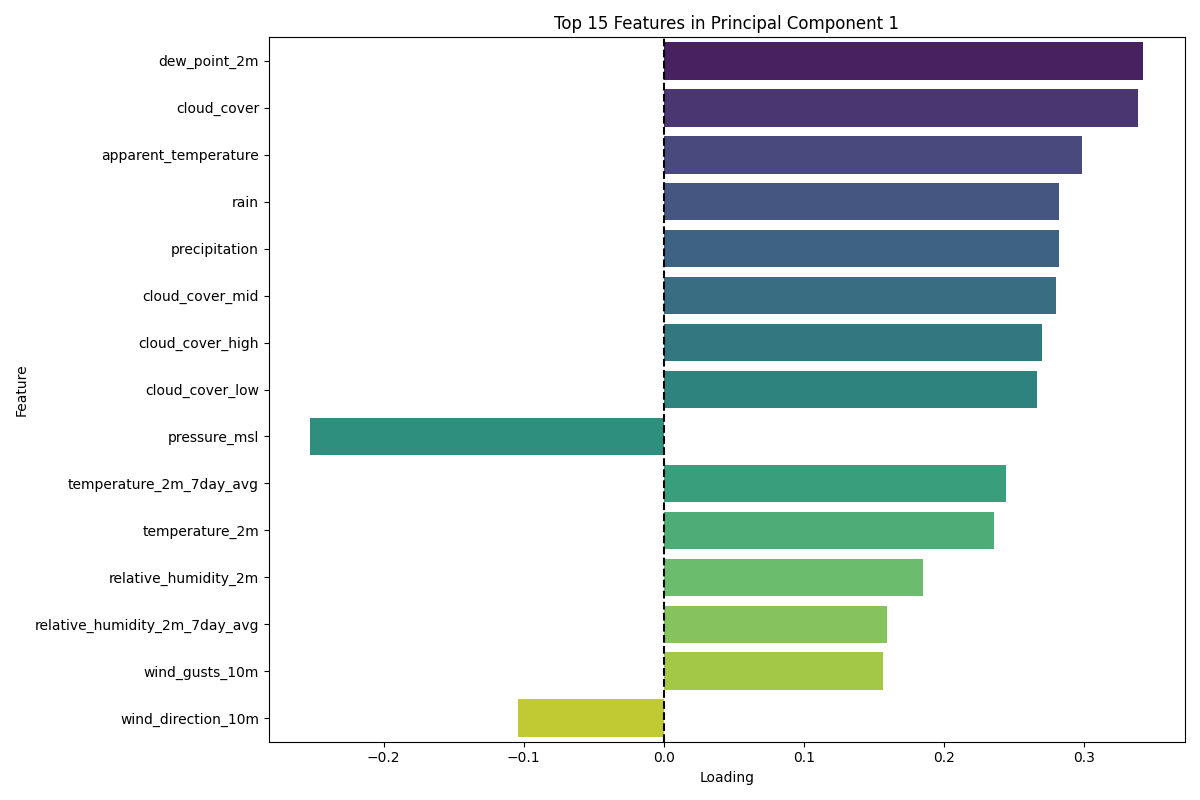 Top 15 Features in Principal Component 1
dew_point_2m
cloud_cover
apparent_temperature
rain
precipitation
cloud_cover_mid
cloud_cover_high
cloud_cover_low
pressure_msl
temperature_2m_7day_avg
temperature_2m
relative_humidity_2m
relative_humidity_2m_7day_avg
wind_gusts_10m
wind_direction_10m
Feature
−0.2 −0.1 0.0 0.1 0.2 0.3
Loading